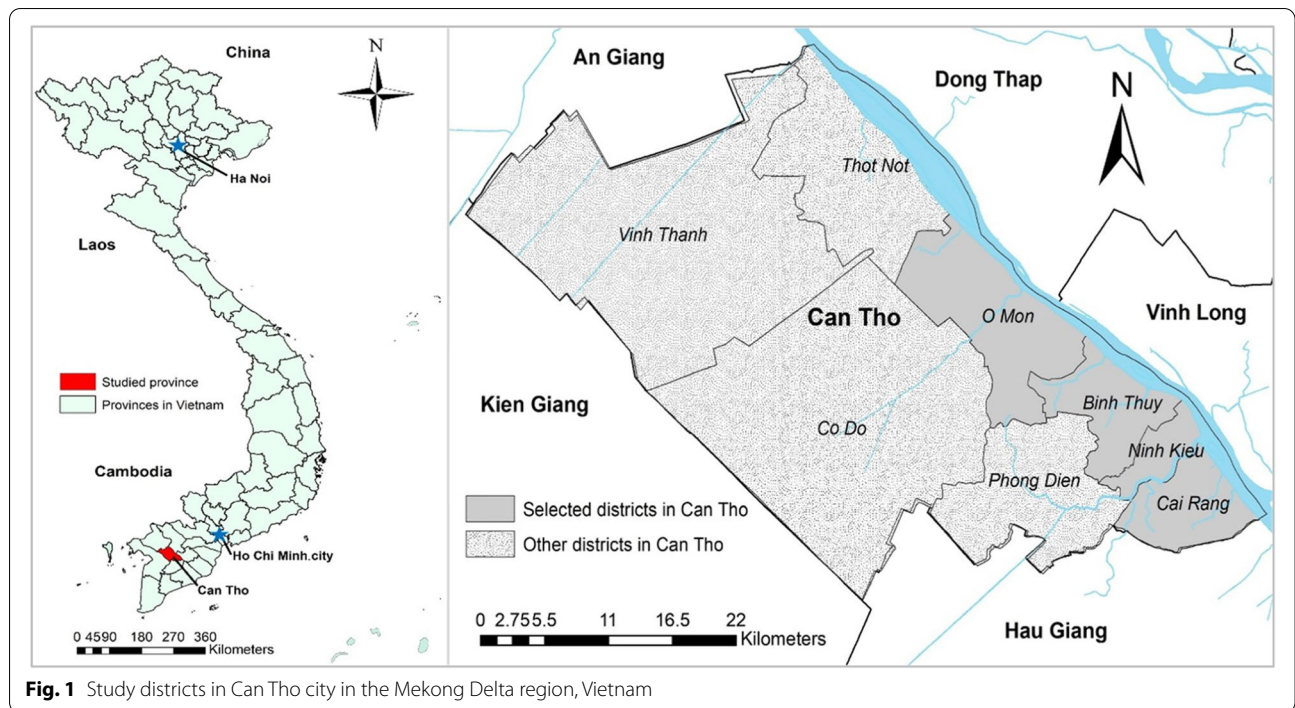 China
N
Ha Noi
Laos
Studied province
Provinces in Vietnam
Cambodia
Ho Chi Minh.city
Can Tho
0 4590 180 270 360
Kilometers
An Giang
Dong Thap
N
Thot Not
Vinh Thanh
Can Tho
O Mon
Vinh Long
Kien Giang
Co Do
Binh Thuy
Ninh Kieu
Phong Dien
Cai Rang
Selected districts in Can Tho
Other districts in Can Tho
0 2.755.5 11 16.5 22
Kilometers
Hau Giang
Fig. 1 Study districts in Can Tho city in the Mekong Delta region, Vietnam